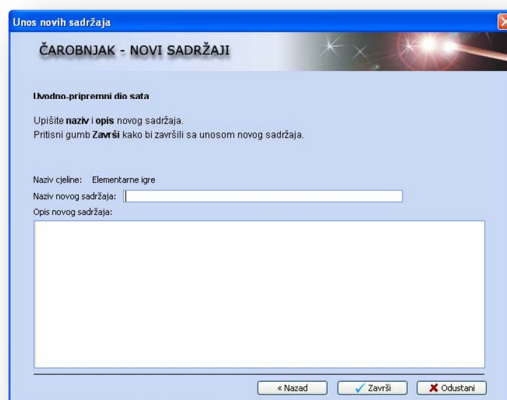 Unos novih sadržaja
ČAROBNJAK - NOVI SADRŽAJI
Uvodno-pripremni dio sata
Upišite naziv i opis novog sadržaja.
Pritisni gumb Završi kako bi završili sa unosom novog sadržaja.
Naziv cjeline: Elementarne igre
Naziv novog sadržaja:
Opis novog sadržaja:
« Nazad Završi Odustani